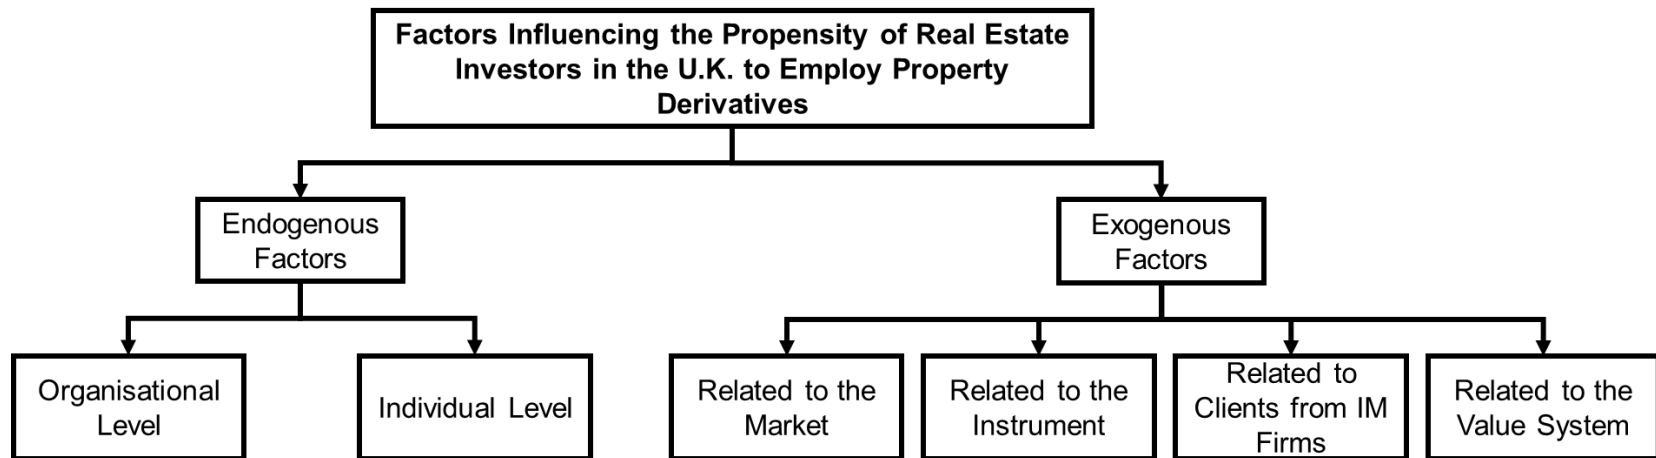 Factors Influencing the Propensity of Real Estate
Investors in the U.K. to Employ Property
Derivatives
Endogenous
Factors
Exogenous
Factors
Organisational
Level
Individual Level
Related to the
Market
Related to the
Instrument
Related to
Clients from IM
Firms
Related to the
Value System